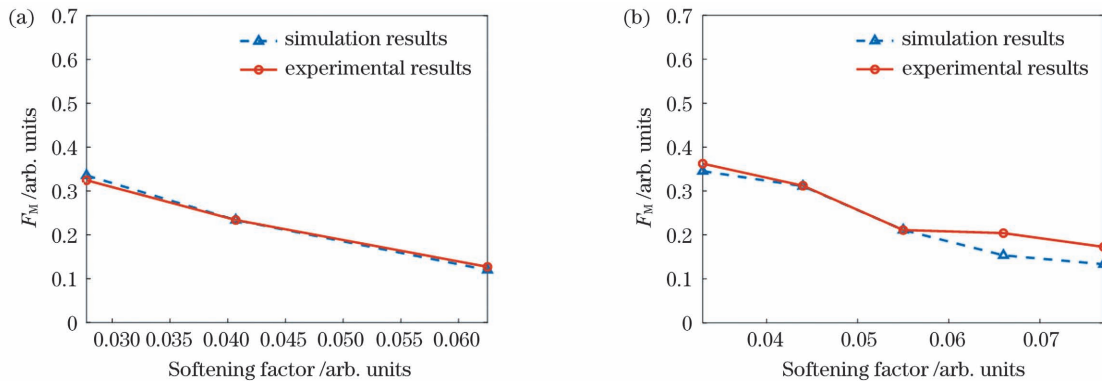 (a)
0.7
0.6
0.5
0.4
0.3
0.2
0.1
0
F_M /arb. units
simulation results
experimental results
0.030 0.035 0.040 0.045 0.050 0.055 0.060
Softening factor /arb. units
(b)
0.7
0.6
0.5
0.4
0.3
0.2
0.1
0
F_M /arb. units
simulation results
experimental results
0.04 0.05 0.06 0.07
Softening factor /arb. units